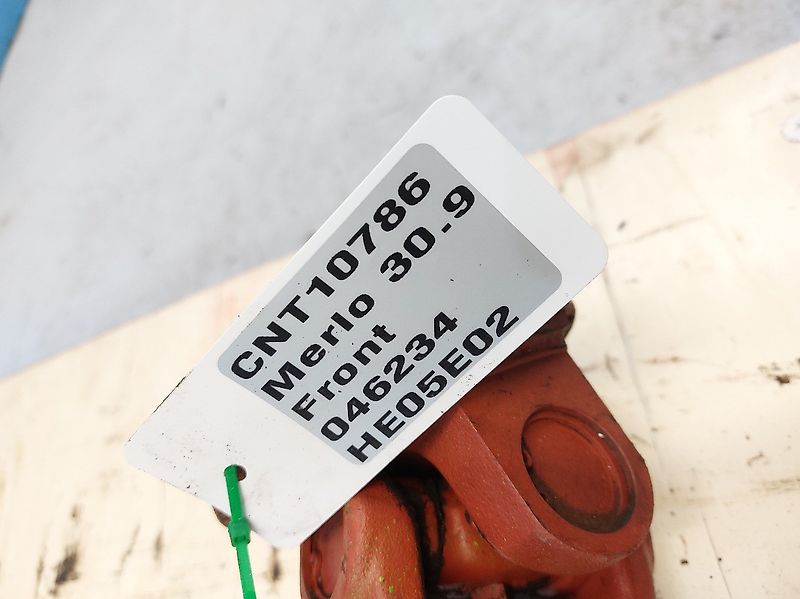 CNT10786
Merlo 30.9
Front
046234
HE05E02